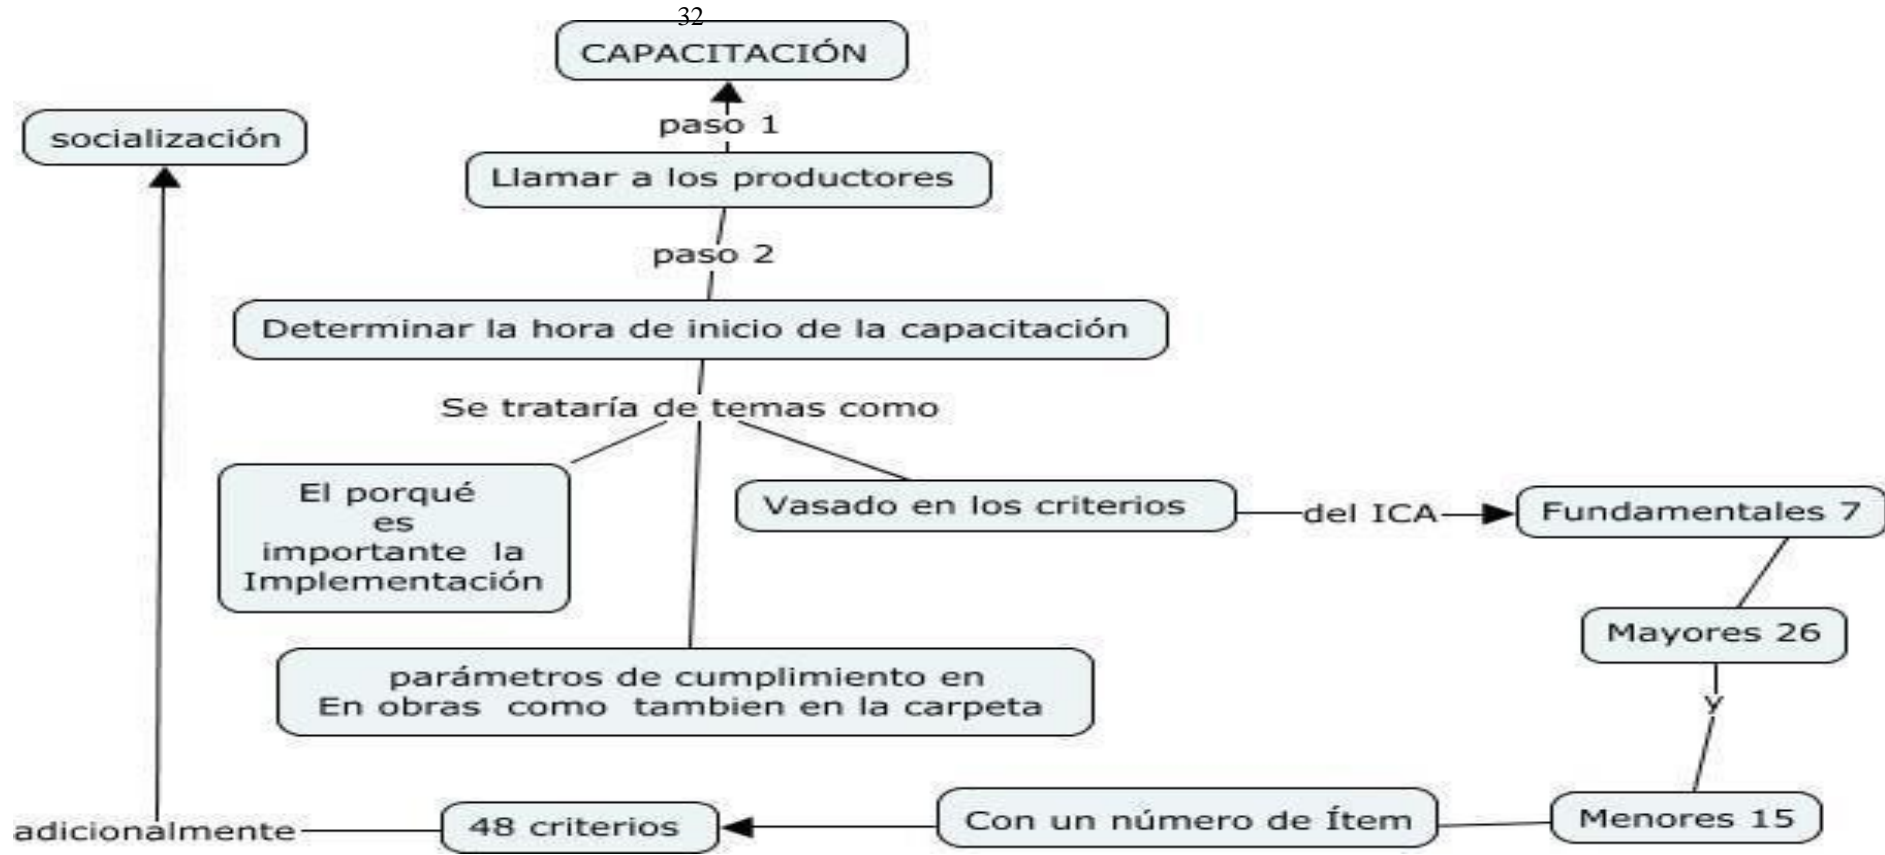 32
CAPACITACIÓN
paso 1
socialización
Llamar a los productores
paso 2
Determinar la hora de inicio de la capacitación
Se trataría de temas como
El porqué
es
importante la
Implementación
Vasado en los criterios
del ICA
Fundamentales 7
Mayores 26
parámetros de cumplimiento en
En obras como tambien en la carpeta
y
Menores 15
Con un número de Ítem
48 criterios
adicionalmente